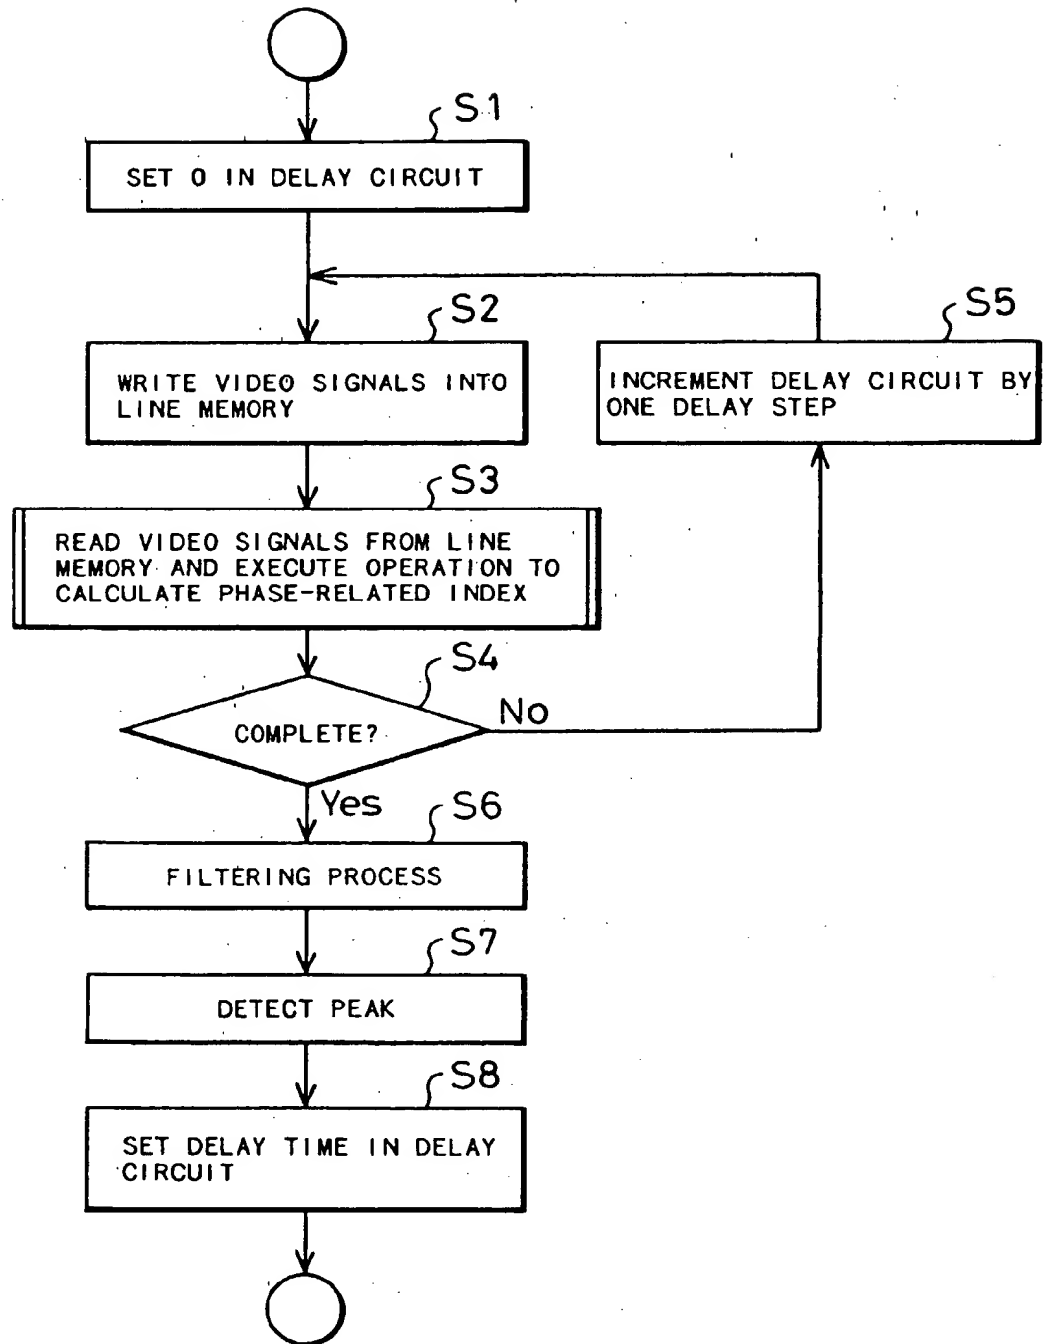 S1
SET 0 IN DELAY CIRCUIT
S2
WRITE VIDEO SIGNALS INTO
LINE MEMORY
S5
INCREMENT DELAY CIRCUIT BY
ONE DELAY STEP
S3
READ VIDEO SIGNALS FROM LINE
MEMORY AND EXECUTE OPERATION TO
CALCULATE PHASE-RELATED INDEX
S4
COMPLETE?
No
Yes
S6
FILTERING PROCESS
S7
DETECT PEAK
S8
SET DELAY TIME IN DELAY
CIRCUIT